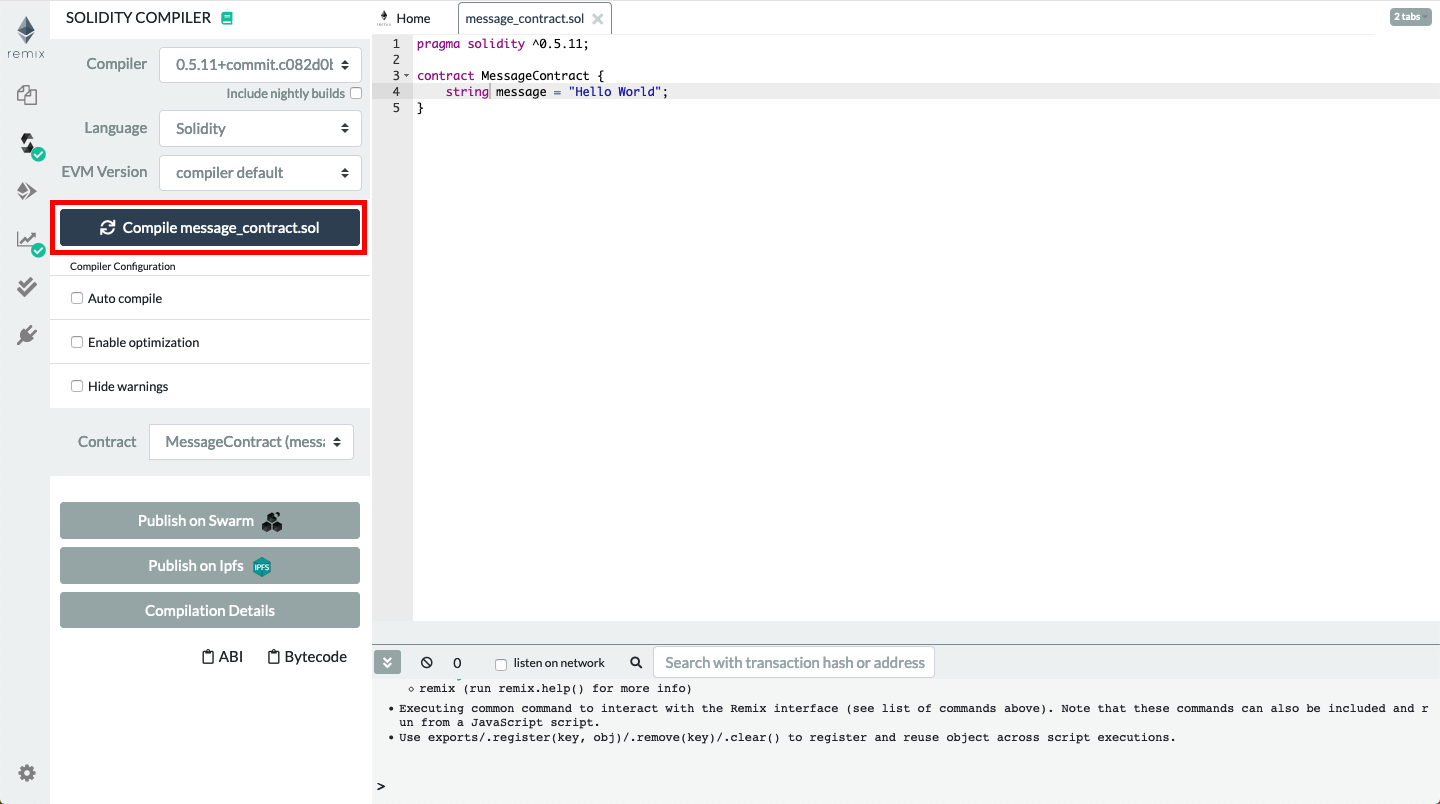 remix
SOLIDITY COMPILER
Compiler
0.5.11+commit.c082d0b
Include nightly builds
Language
Solidity
EVM Version
compiler default
Compile message_contract.sol
Compiler Configuration
Auto compile
Enable optimization
Hide warnings
Contract
MessageContract (messa
Publish on Swarm
Publish on Ipfs
IPFS
Compilation Details
ABI
Bytecode
remix
Home
message_contract.sol
2 tabs
1 pragma solidity ^0.5.11;
2
3 contract MessageContract {
4 string message = "Hello World";
5 }
0
listen on network
Search with transaction hash or address
remix (run remix.help() for more info)
• Executing common command to interact with the Remix interface (see list of commands above). Note that these commands can also be included and r
un from a JavaScript script.
• Use exports/.register(key, obj)/.remove(key)/.clear() to register and reuse object across script executions.
>